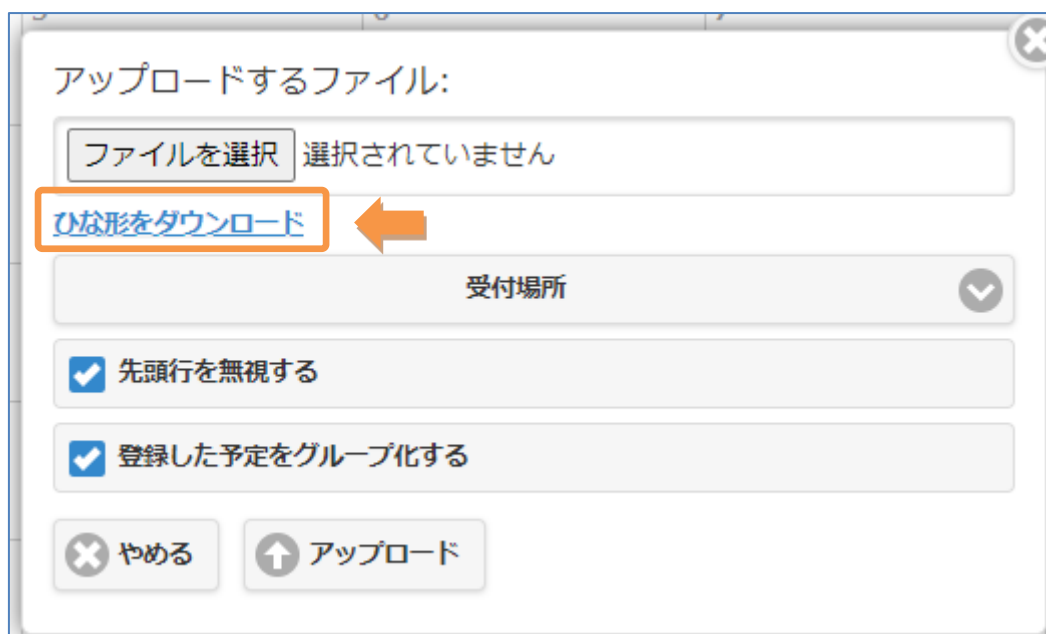 アップロードするファイル:
ファイルを選択 選択されていません
ひな形をダウンロード
受付場所
先頭行を無視する
登録した予定をグループ化する
やめる アップロード